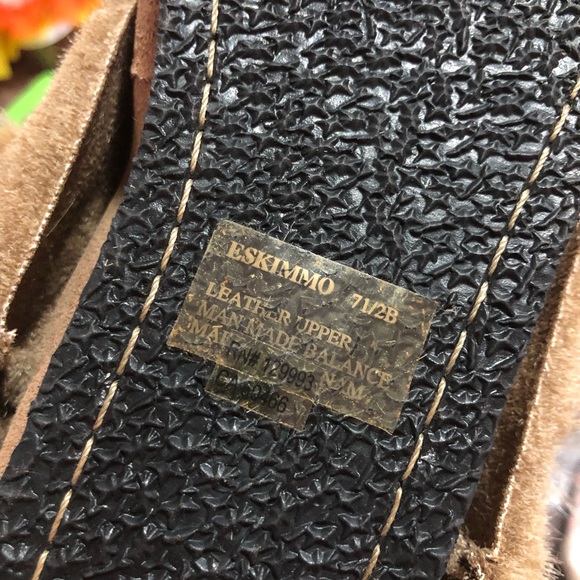 ESKIMMO 71/2B
LEATHER UPPER
MAN MADE BALANCE
RN# 129993